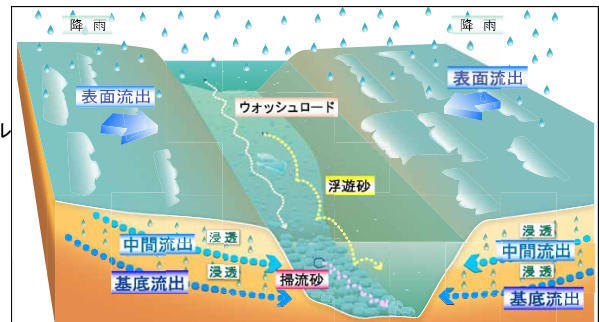 降 雨
降 雨
表面流出
表面流出
レ
ウォッシュロード
浮遊砂
中間流出
浸透
浸透
中間流出
浸透
浸透
基底流出
掃流砂
基底流出